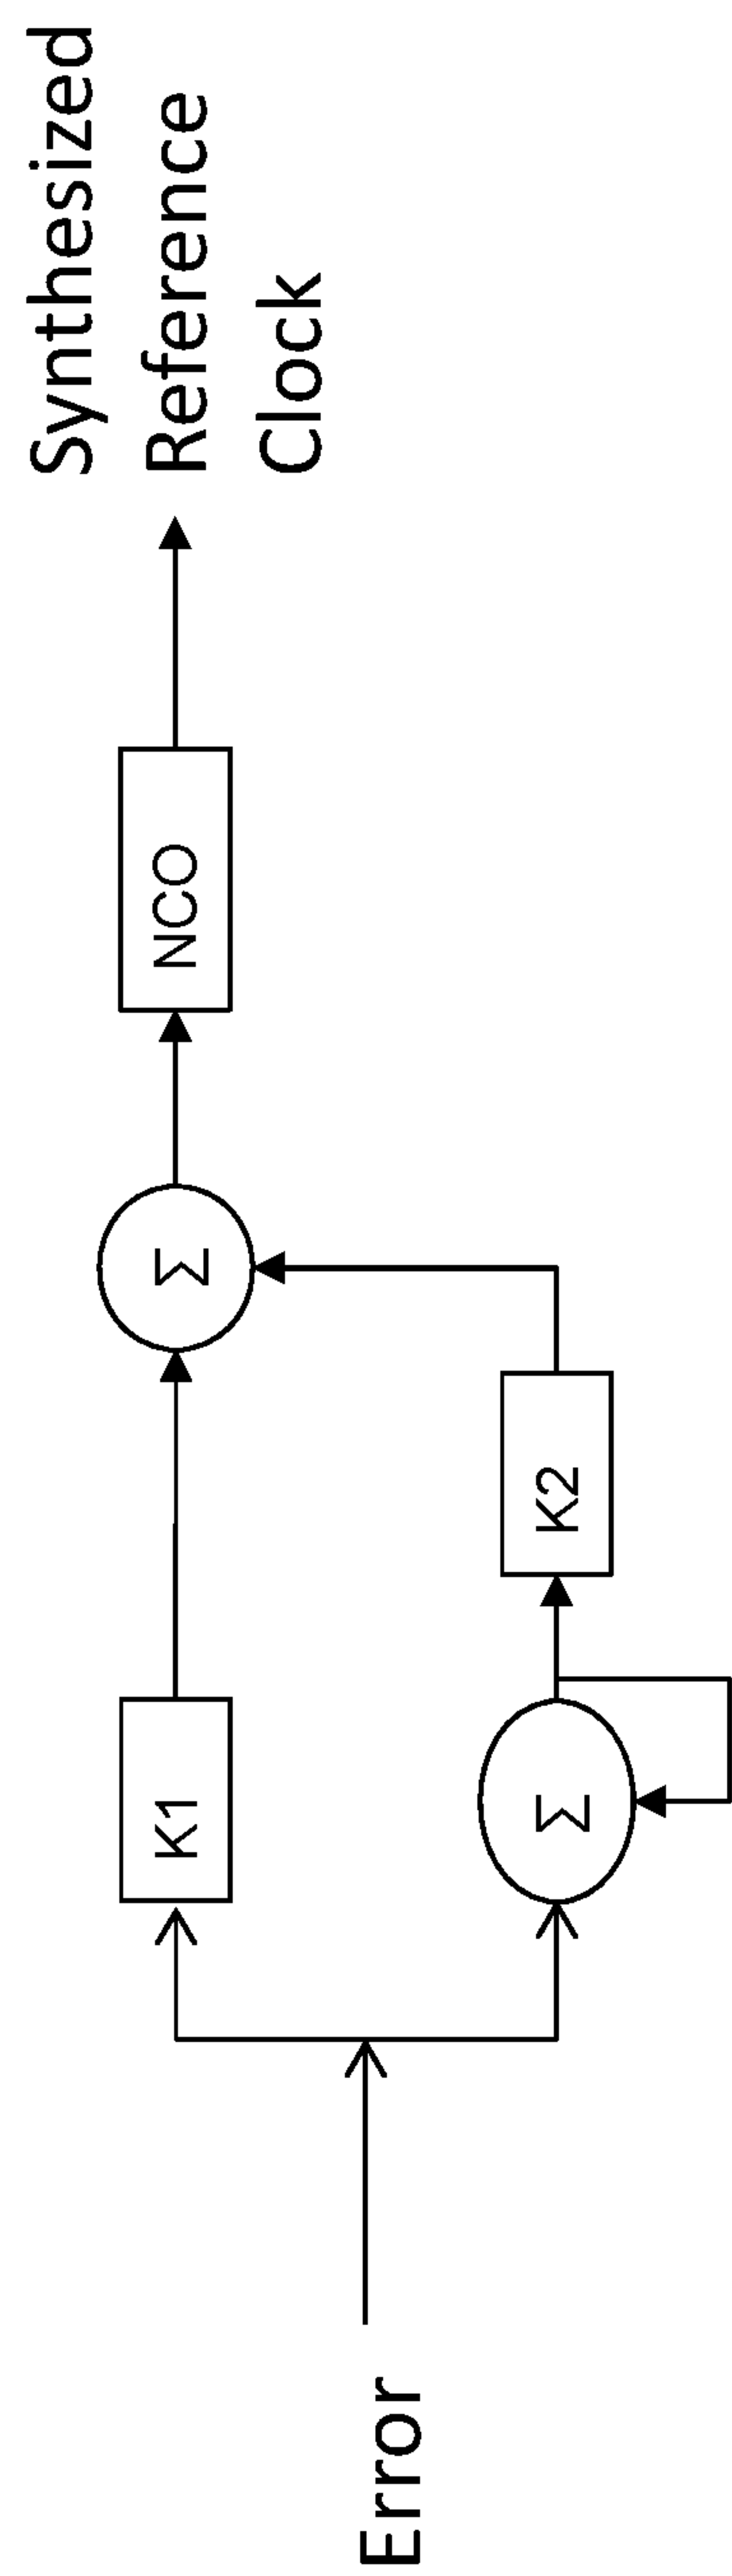 Error
K1
Σ
K2
Σ
NCO
Synthesized
Reference
Clock